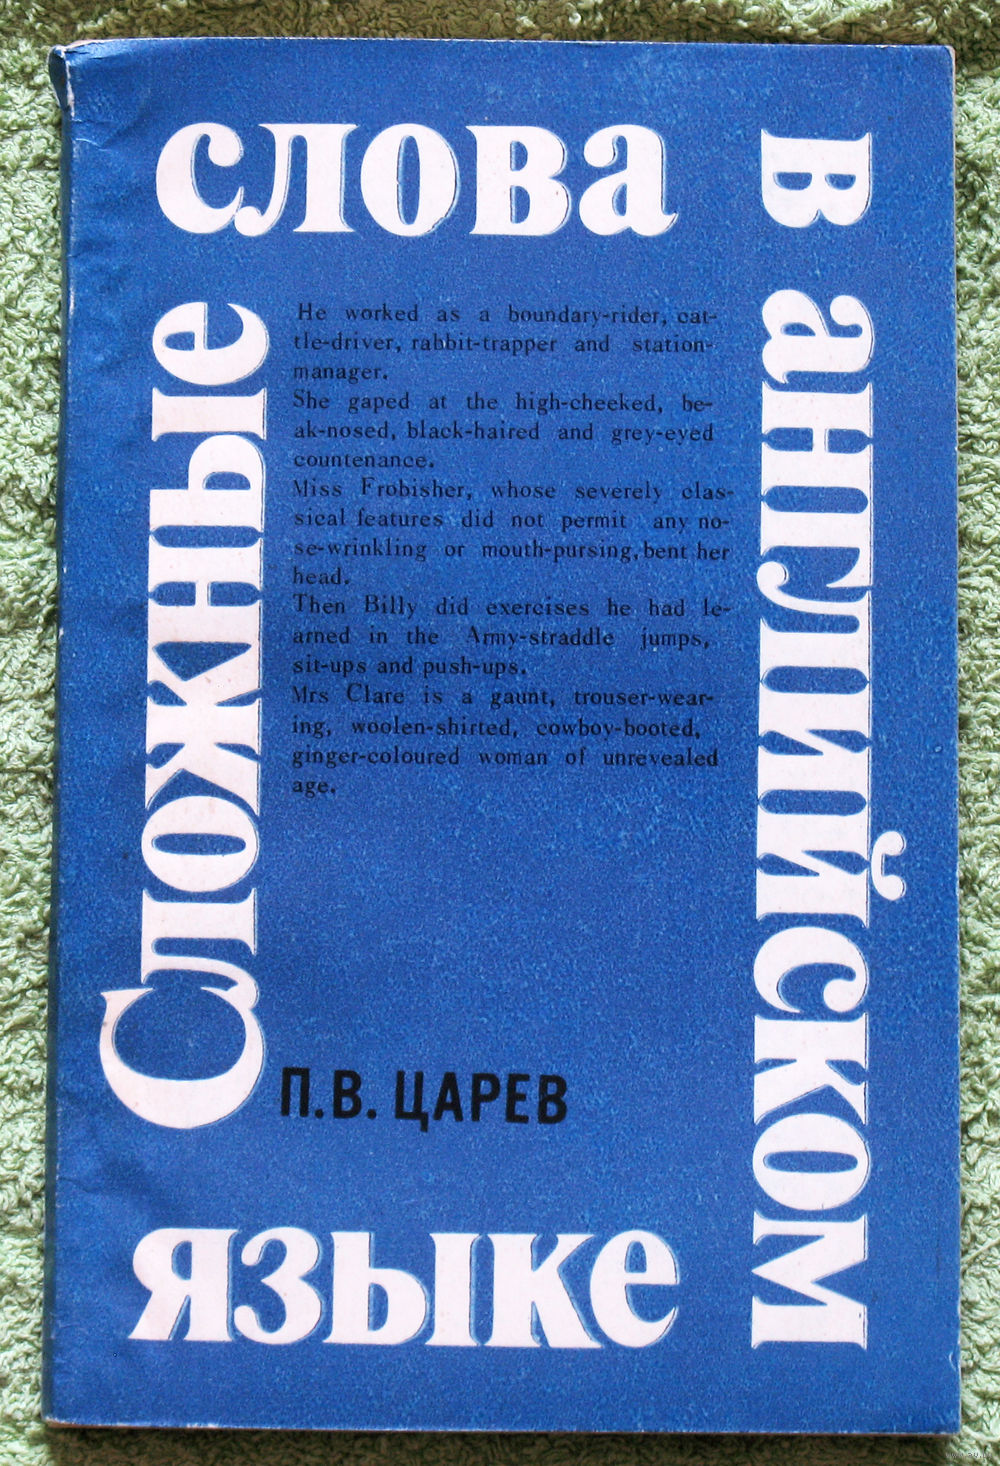 Сложные
слова
в английском
He worked as a boundary-rider, cat-
tle-driver, rabbit-trapper and station-
manager.
She gaped at the high-cheeked, be-
ak-nosed, black-haired and grey-eyed
countenance.
Miss Frobisher, whose severely clas-
sical features did not permit any no-
se-wrinkling or mouth-pursing, bent her
head.
Then Billy did exercises he had le-
arned in the Army-straddle jumps,
sit-ups and push-ups.
Mrs Clare is a gaunt, trouser-wear-
ing, woolen-shirted, cowboy-booted,
ginger-coloured woman of unrevealed
age.
П.В. ЦАРЕВ
языке